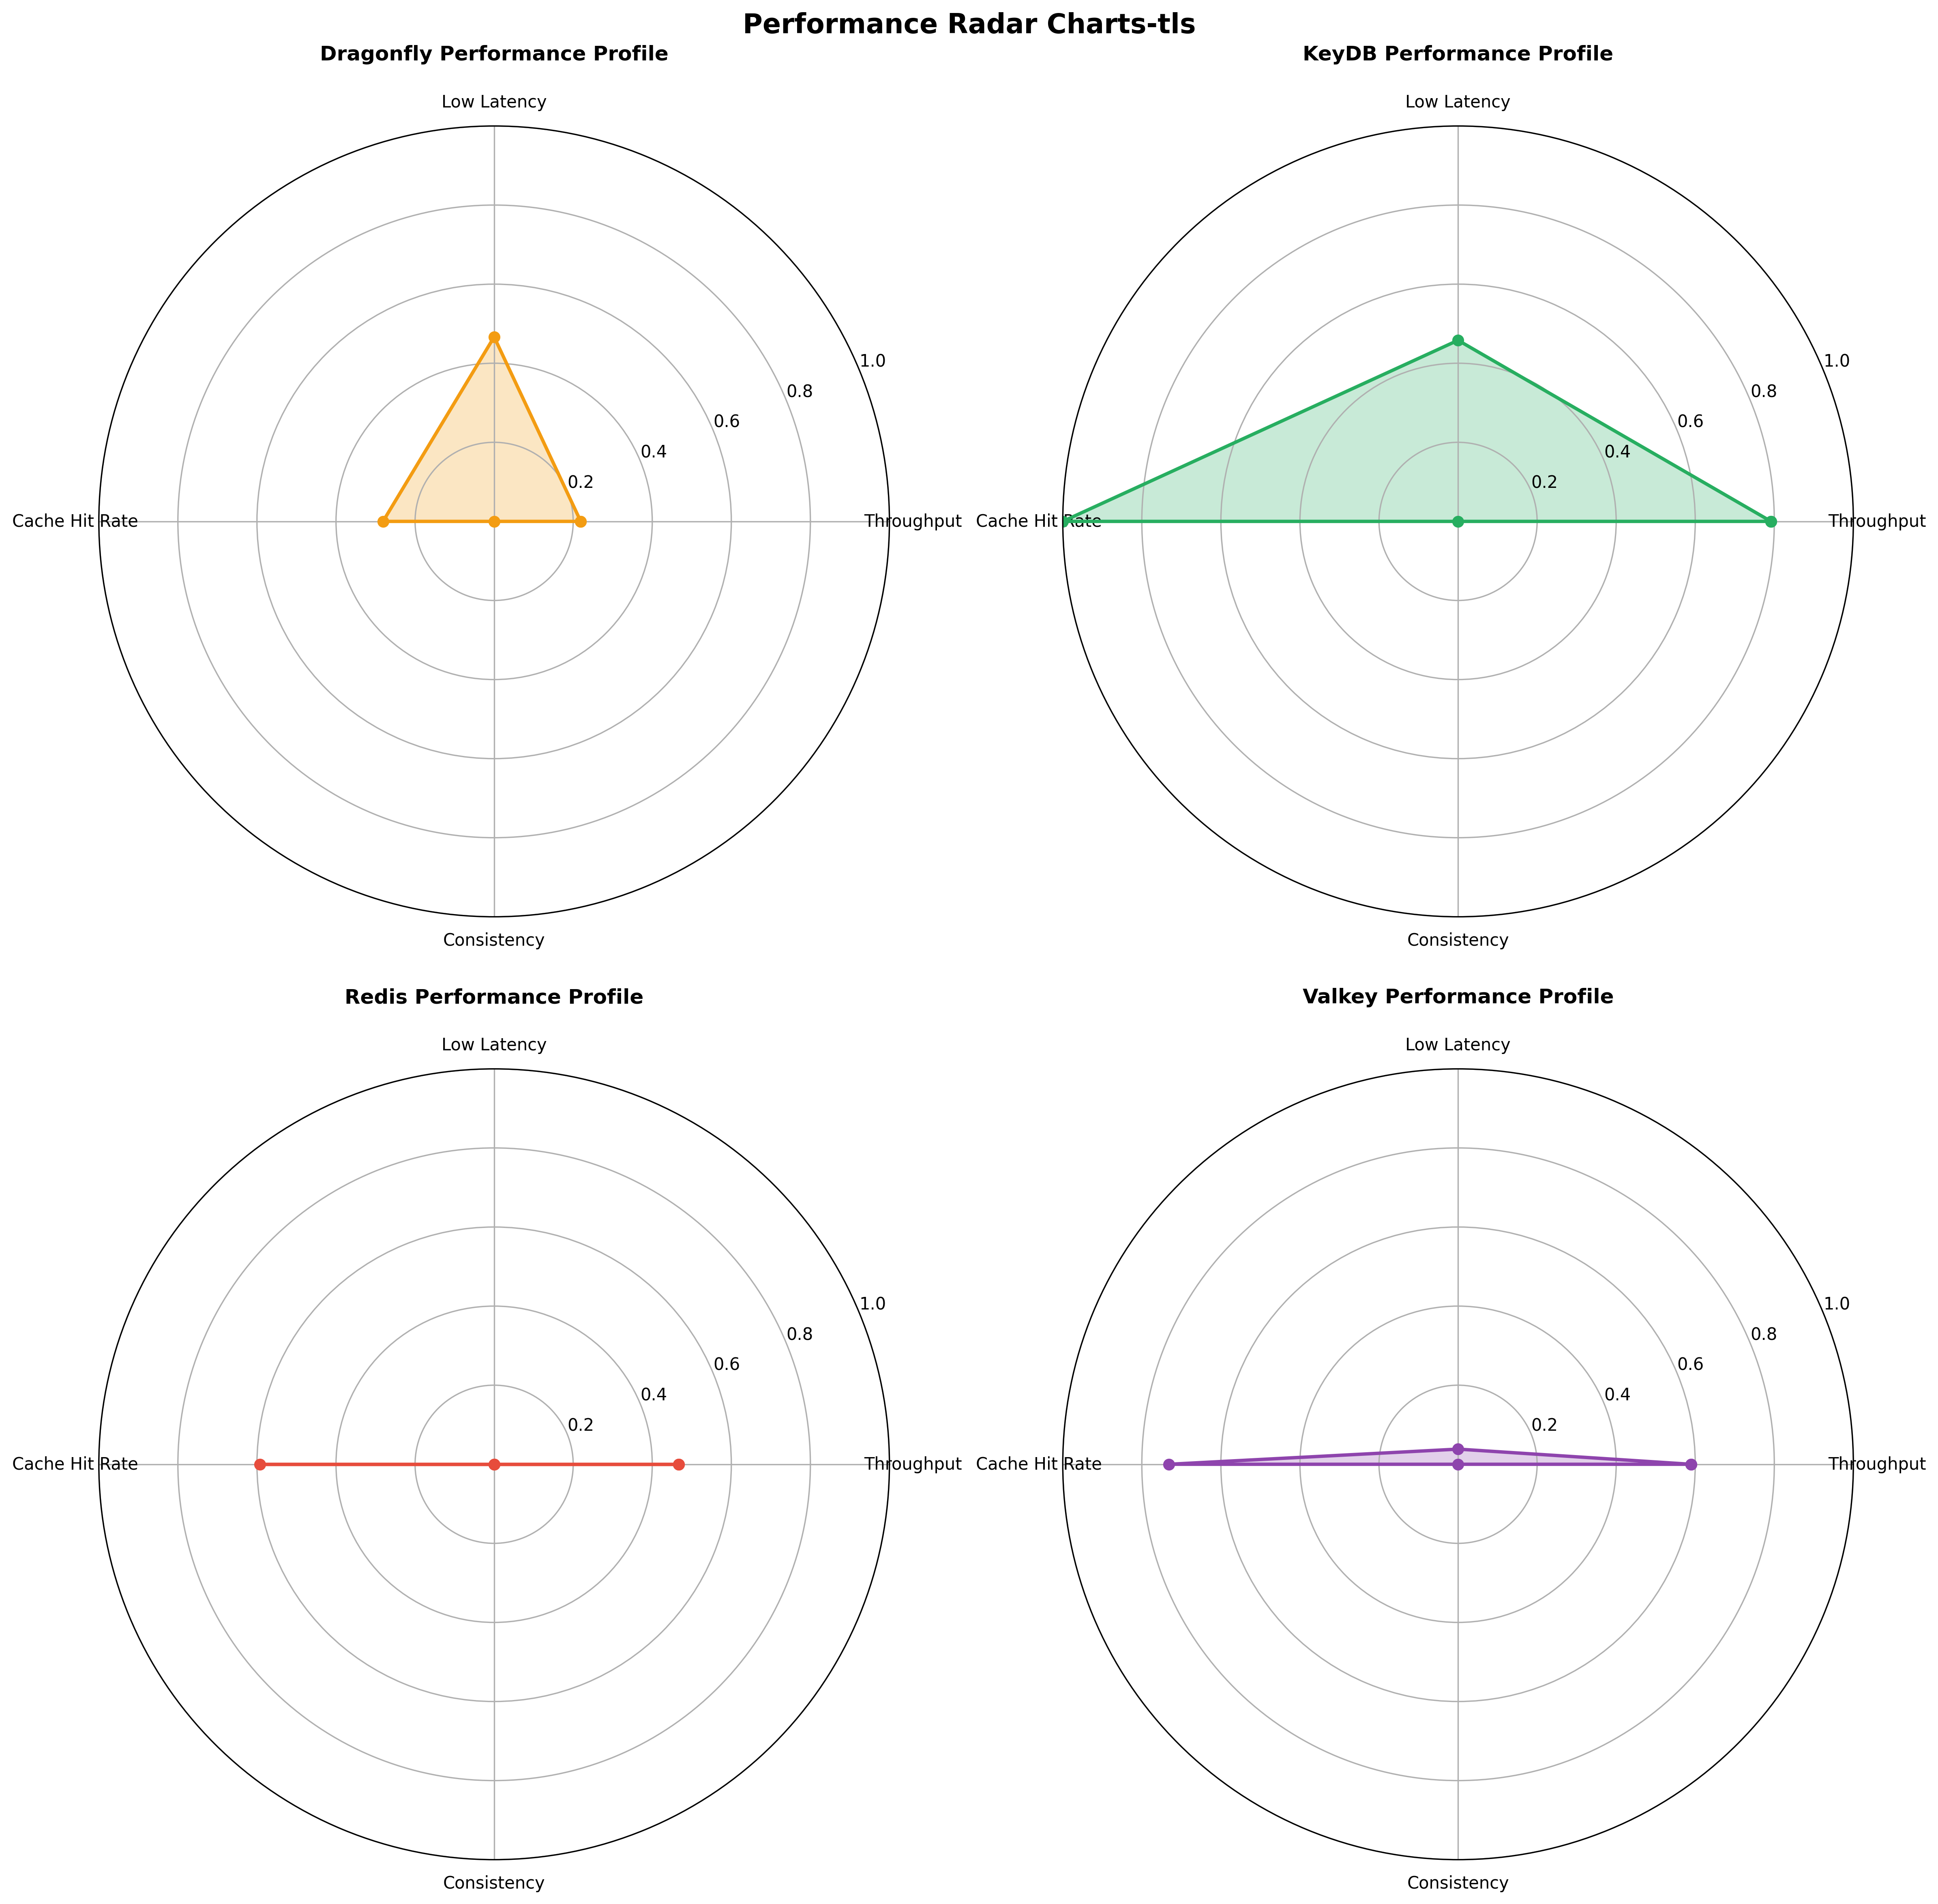 Performance Radar Charts-tls
Dragonfly Performance Profile
Low Latency
1.0
0.8
0.6
0.4
0.2
Cache Hit Rate
Throughput
Consistency
KeyDB Performance Profile
Low Latency
1.0
0.8
0.6
0.4
0.2
Cache Hit Rate
Throughput
Consistency
Redis Performance Profile
Low Latency
1.0
0.8
0.6
0.4
0.2
Cache Hit Rate
Throughput
Consistency
Valkey Performance Profile
Low Latency
1.0
0.8
0.6
0.4
0.2
Cache Hit Rate
Throughput
Consistency